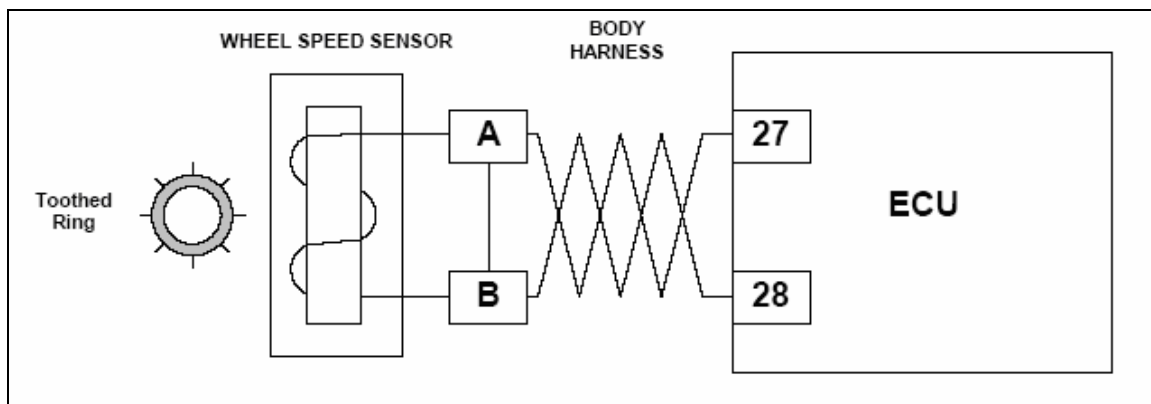 WHEEL SPEED SENSOR
BODY
HARNESS
A
27
Toothed
Ring
ECU
B
28